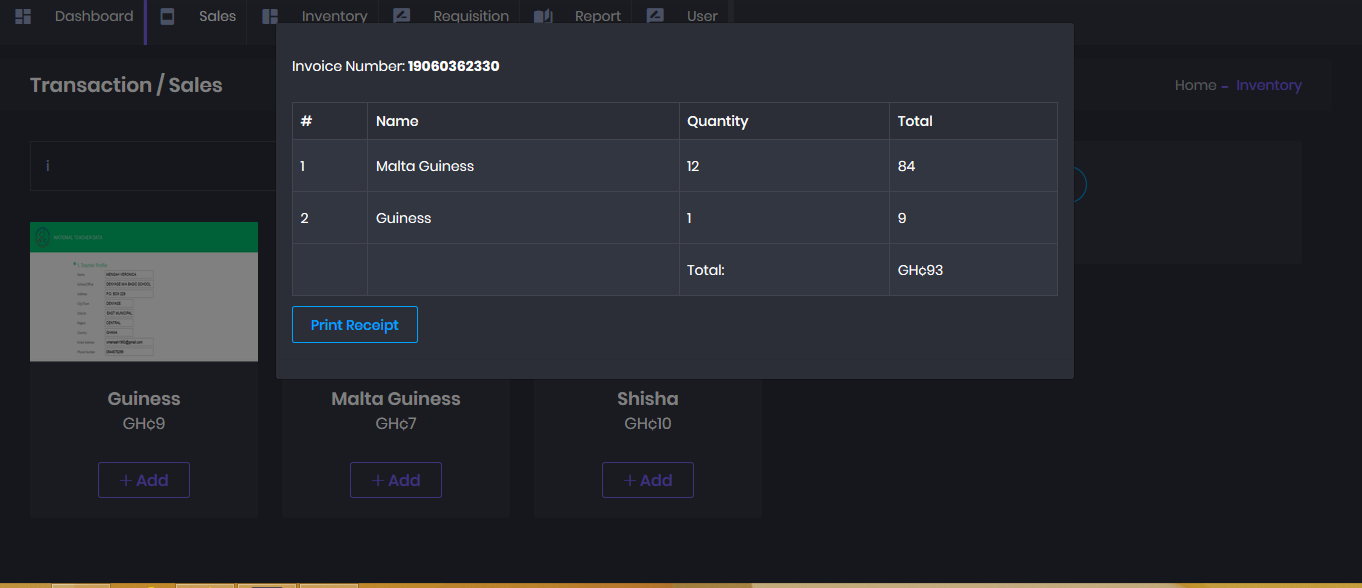 Dashboard Sales Inventory Requisition Report User
Invoice Number: 19060362330
Transaction / Sales
Home - Inventory
# Name Quantity Total
1 Malta Guiness 12 84
i
2 Guiness 1 9
NATIONAL TEACHER DATA
Total: GH¢93
Print Receipt
Guiness
GH¢9
+ Add
Malta Guiness
GH¢7
+ Add
Shisha
GH¢10
+ Add